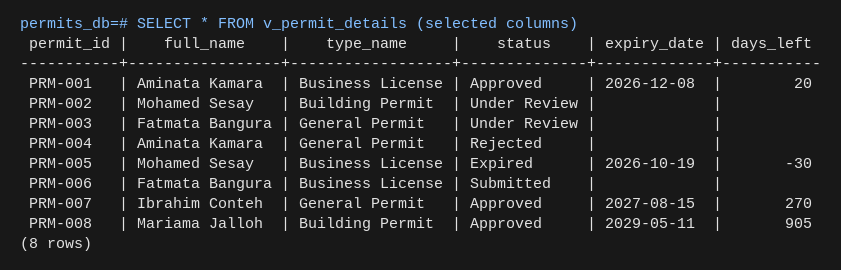 permits_db=# SELECT * FROM v_permit_details (selected columns)
 permit_id |    full_name    |    type_name     |    status    | expiry_date | days_left
-----------+-----------------+------------------+--------------+-------------+-----------
 PRM-001   | Aminata Kamara  | Business License | Approved     | 2026-12-08  |        20
 PRM-002   | Mohamed Sesay   | Building Permit  | Under Review |             |
 PRM-003   | Fatmata Bangura | General Permit   | Under Review |             |
 PRM-004   | Aminata Kamara  | General Permit   | Rejected     |             |
 PRM-005   | Mohamed Sesay   | Business License | Expired      | 2026-10-19  |       -30
 PRM-006   | Fatmata Bangura | Business License | Submitted    |             |
 PRM-007   | Ibrahim Conteh  | General Permit   | Approved     | 2027-08-15  |       270
 PRM-008   | Mariama Jalloh  | Building Permit  | Approved     | 2029-05-11  |       905
(8 rows)